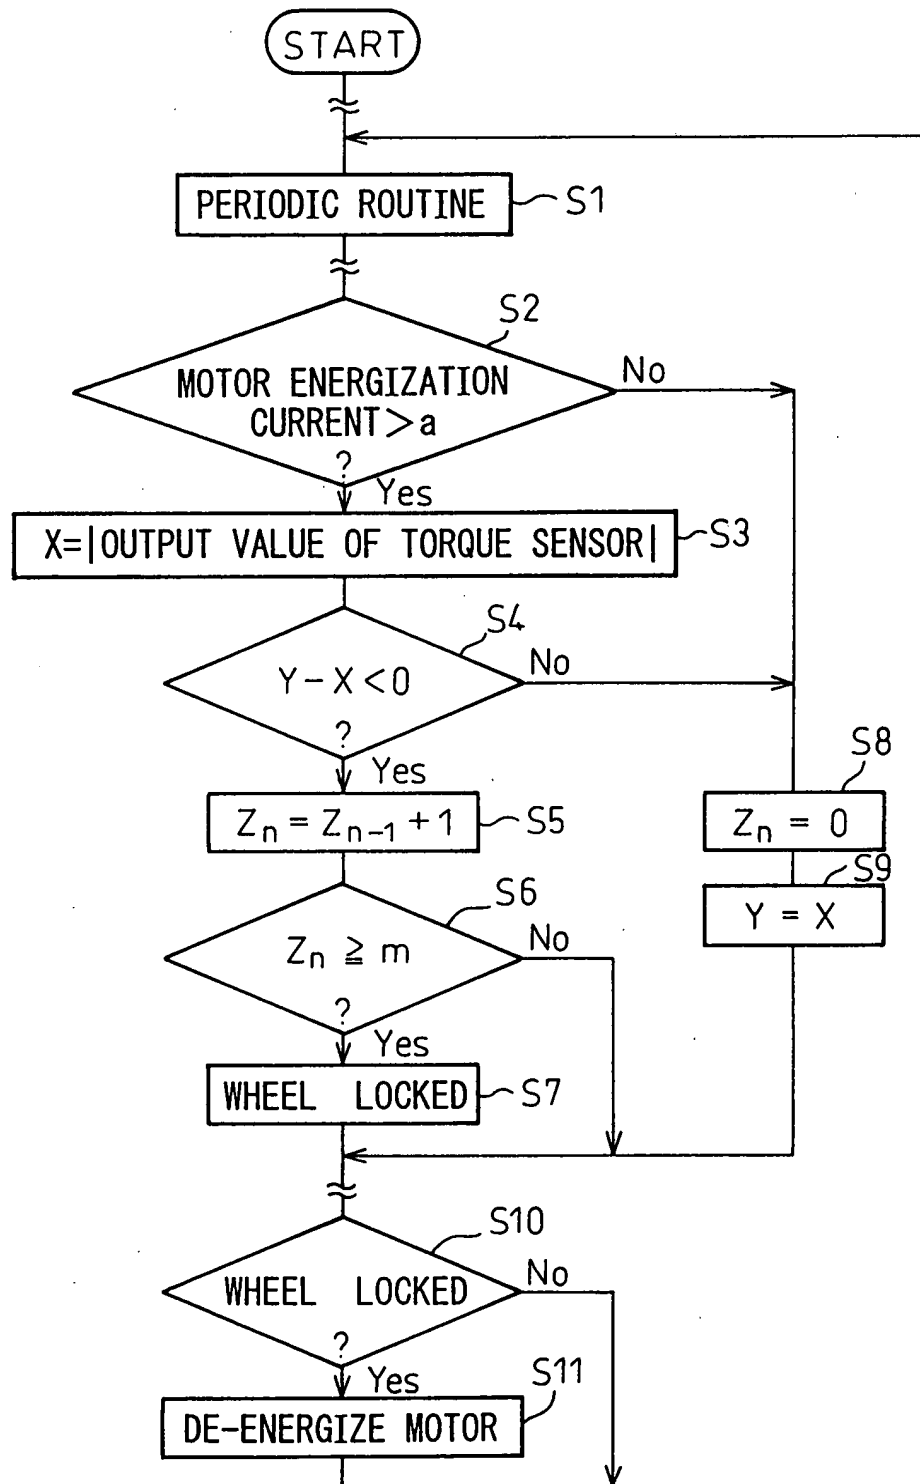 START
PERIODIC ROUTINE
S1
S2
MOTOR ENERGIZATION
CURRENT>a
?
No
Yes
X=|OUTPUT VALUE OF TORQUE SENSOR|
S3
S4
Y-X<0
?
No
Yes
Zn = Zn-1 + 1
S5
S8
Zn = 0
S9
Y = X
S6
Zn ≧ m
?
No
Yes
WHEEL LOCKED
S7
S10
WHEEL LOCKED
?
No
Yes
S11
DE-ENERGIZE MOTOR